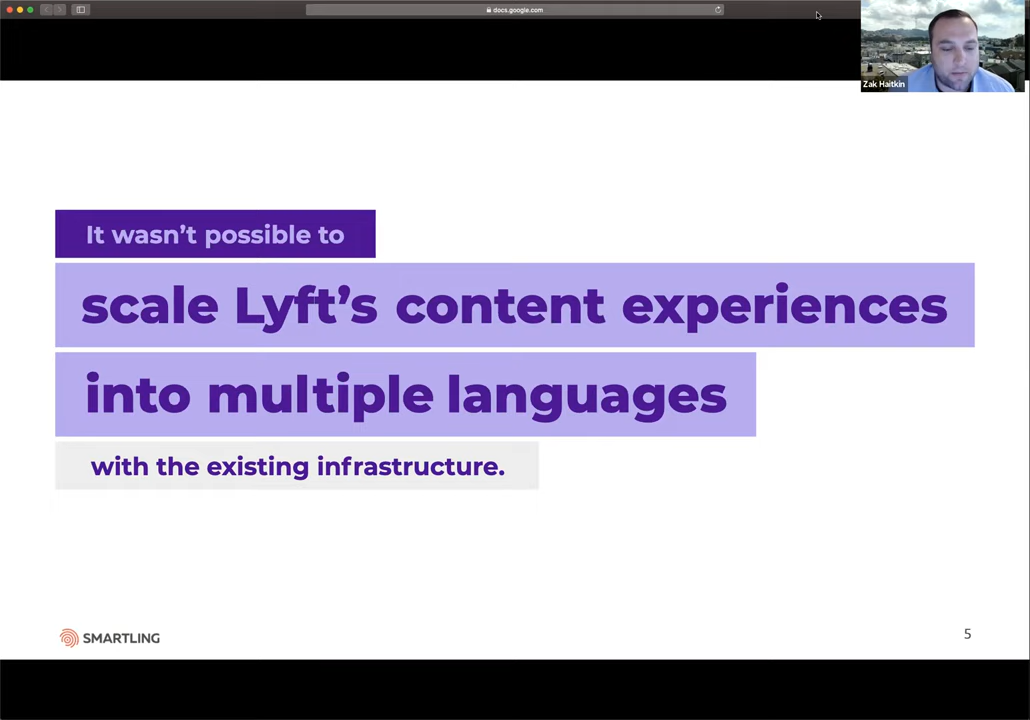 docs.google.com
Zak Haitkin
It wasn’t possible to
scale Lyft’s content experiences
into multiple languages
with the existing infrastructure.
SMARTLING
5